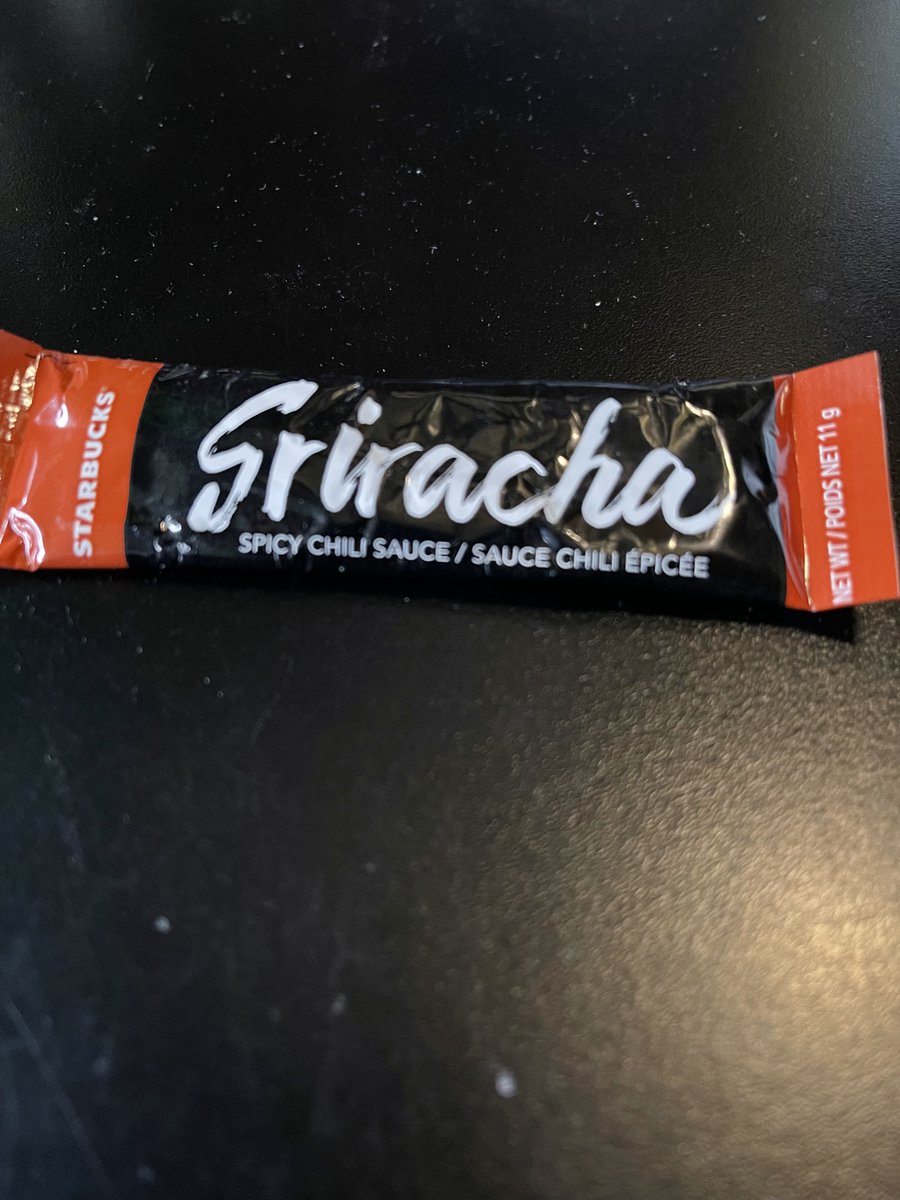 STARBUCKS
Sriracha
SPICY CHILI SAUCE / SAUCE CHILI ÉPICÉE
NET WT / POIDS NET 11 g